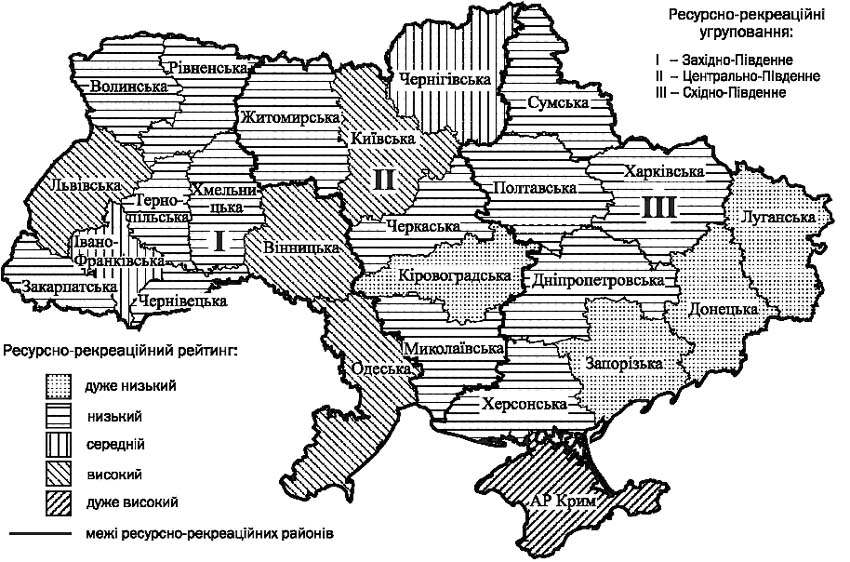 Ресурсно-рекреаційні
угруповання:
I – Західно-Південне
II – Центрально-Південне
III – Східно-Південне
Волинська
Рівненська
Житомирська
Чернігівська
Сумська
Київська
II
Львівська
Терно-
пільська
Хмельни-
цька
I
Вінницька
Черкаська
Полтавська
Харківська
III
Луганська
Івано-
Франківська
Закарпатська
Чернівецька
Кіровоградська
Дніпропетровська
Донецька
Запорізька
Миколаївська
Одеська
Херсонська
АР Крим
Ресурсно-рекреаційний рейтинг:
дуже низький
низький
середній
високий
дуже високий
межі ресурсно-рекреаційних районів